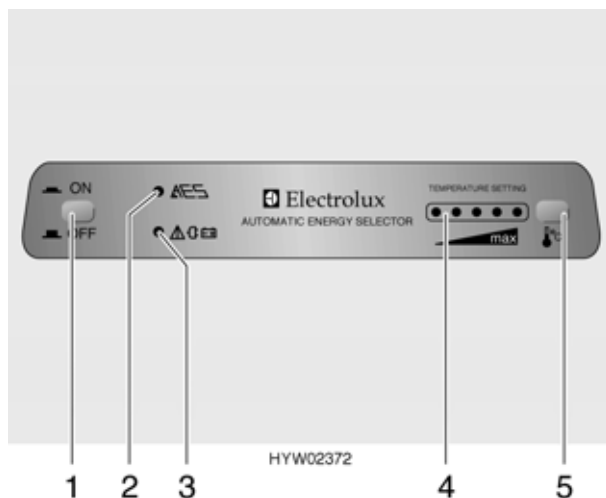 ON
OFF
AES
Electrolux
AUTOMATIC ENERGY SELECTOR
TEMPERATURE SETTING
max
°C
HYW02372
1 2 3 4 5